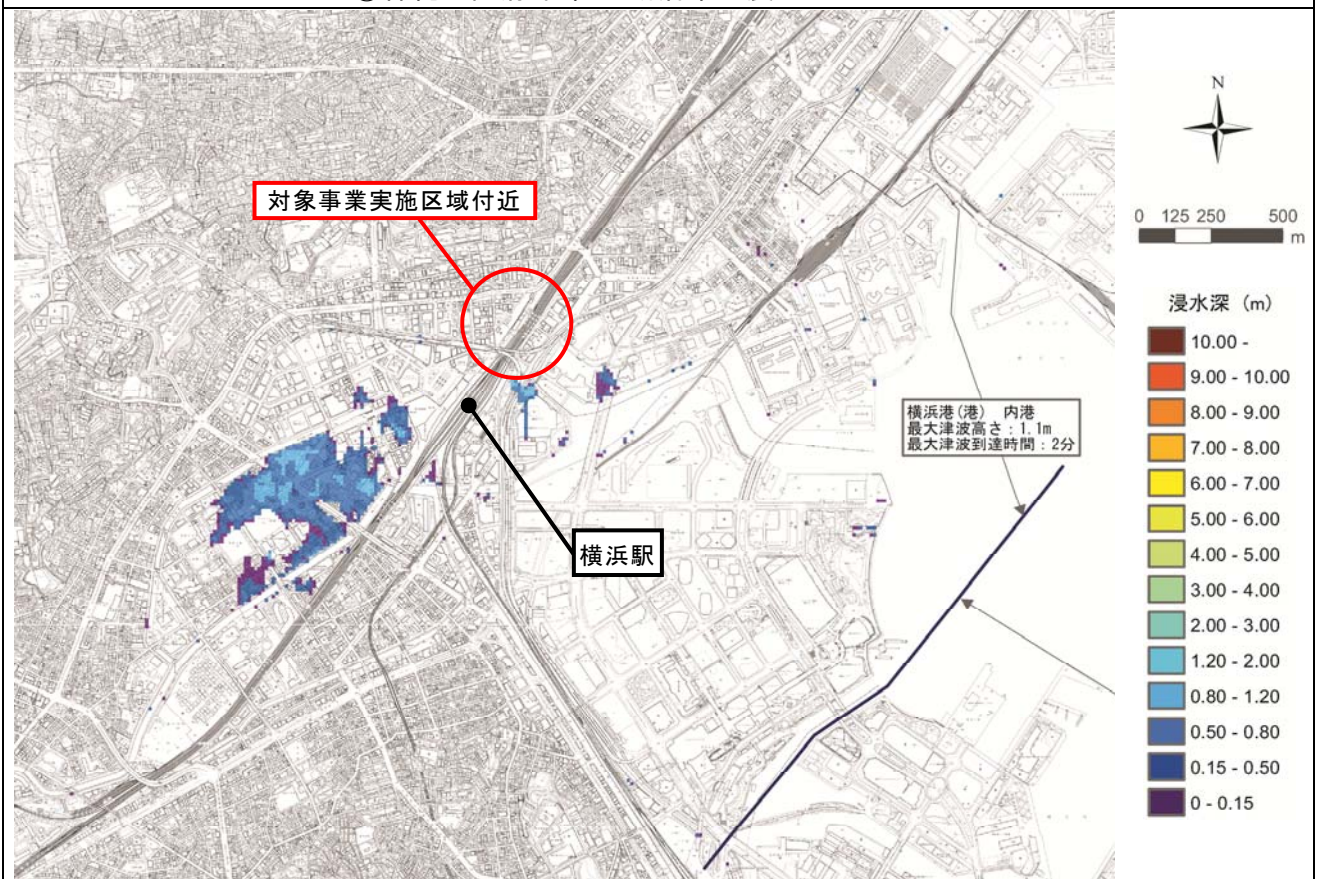 対象事業実施区域付近
横浜駅
横浜港(港) 内港
最大津波高さ:1.1m
最大津波到達時間:2分
N
0 125 250 500
m
浸水深 (m)
10.00 -
9.00 - 10.00
8.00 - 9.00
7.00 - 8.00
6.00 - 7.00
5.00 - 6.00
4.00 - 5.00
3.00 - 4.00
2.00 - 3.00
1.20 - 2.00
0.80 - 1.20
0.50 - 0.80
0.15 - 0.50
0 - 0.15